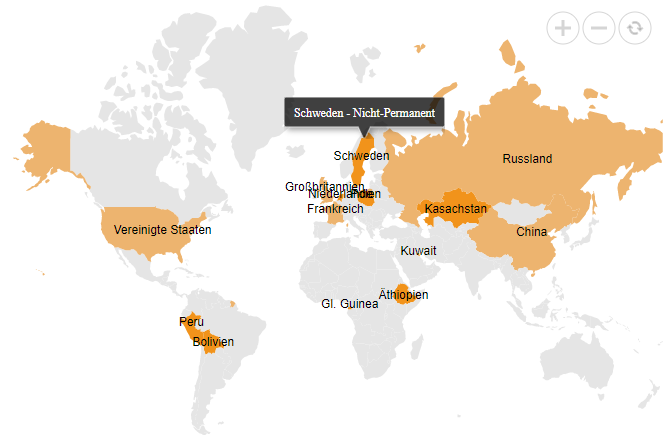 Schweden - Nicht-Permanent
Schweden
Russland
Großbritannien
Niederlande
Polen
Frankreich
Kasachstan
Vereinigte Staaten
China
Kuwait
Äthiopien
Gl. Guinea
Peru
Bolivien